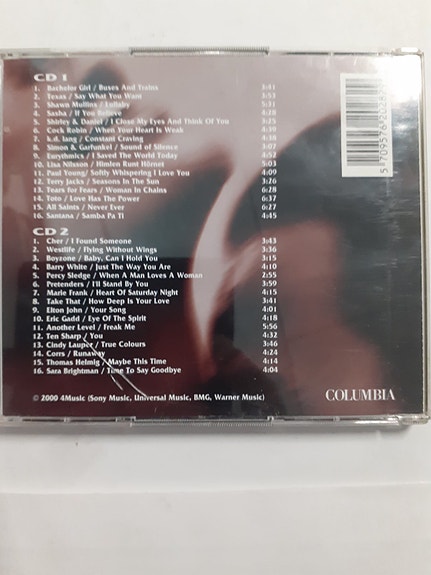 CD 1
1. Bachelor Girl / Buses And Trains 3:41
2. Texas / Say What You Want 3:53
3. Shawn Mullins / Lullaby 5:31
4. Sasha / If You Believe 4:28
5. Shirley & Daniel / I Close My Eyes And Think Of You 3:25
6. Cock Robin / When Your Heart Is Weak 4:39
7. k.d. lang / Constant Craving 4:38
8. Simon & Garfunkel / Sound of Silence 3:07
9. Eurythmics / I Saved The World Today 4:52
10. Lisa Nilsson / Himlen Runt Hörnet 5:03
11. Paul Young / Softly Whispering I Love You 4:09
12. Terry Jacks / Seasons In The Sun 3:26
13. Tears for Fears / Woman In Chains 6:28
14. Toto / Love Has The Power 6:37
15. All Saints / Never Ever 6:27
16. Santana / Samba Pa Ti 4:45
CD 2
1. Cher / I Found Someone 3:43
2. Westlife / Flying Without Wings 3:36
3. Boyzone / Baby, Can I Hold You 3:15
4. Barry White / Just The Way You Are 4:10
5. Percy Sledge / When A Man Loves A Woman 2:55
6. Pretenders / I'll Stand By You 3:59
7. Marie Frank / Heart Of Saturday Night 4:15
8. Take That / How Deep Is Your Love 3:41
9. Elton John / Your Song 4:01
10. Eric Gadd / Eye Of The Spirit 4:18
11. Another Level / Freak Me 5:56
12. Ten Sharp / You 4:32
13. Cindy Lauper / True Colours 3:46
14. Corrs / Runaway 4:24
15. Thomas Helmig / Maybe This Time 4:14
16. Sara Brightman / Time To Say Goodbye 4:04
© 2000 4Music (Sony Music, Universal Music, BMG, Warner Music)
COLUMBIA